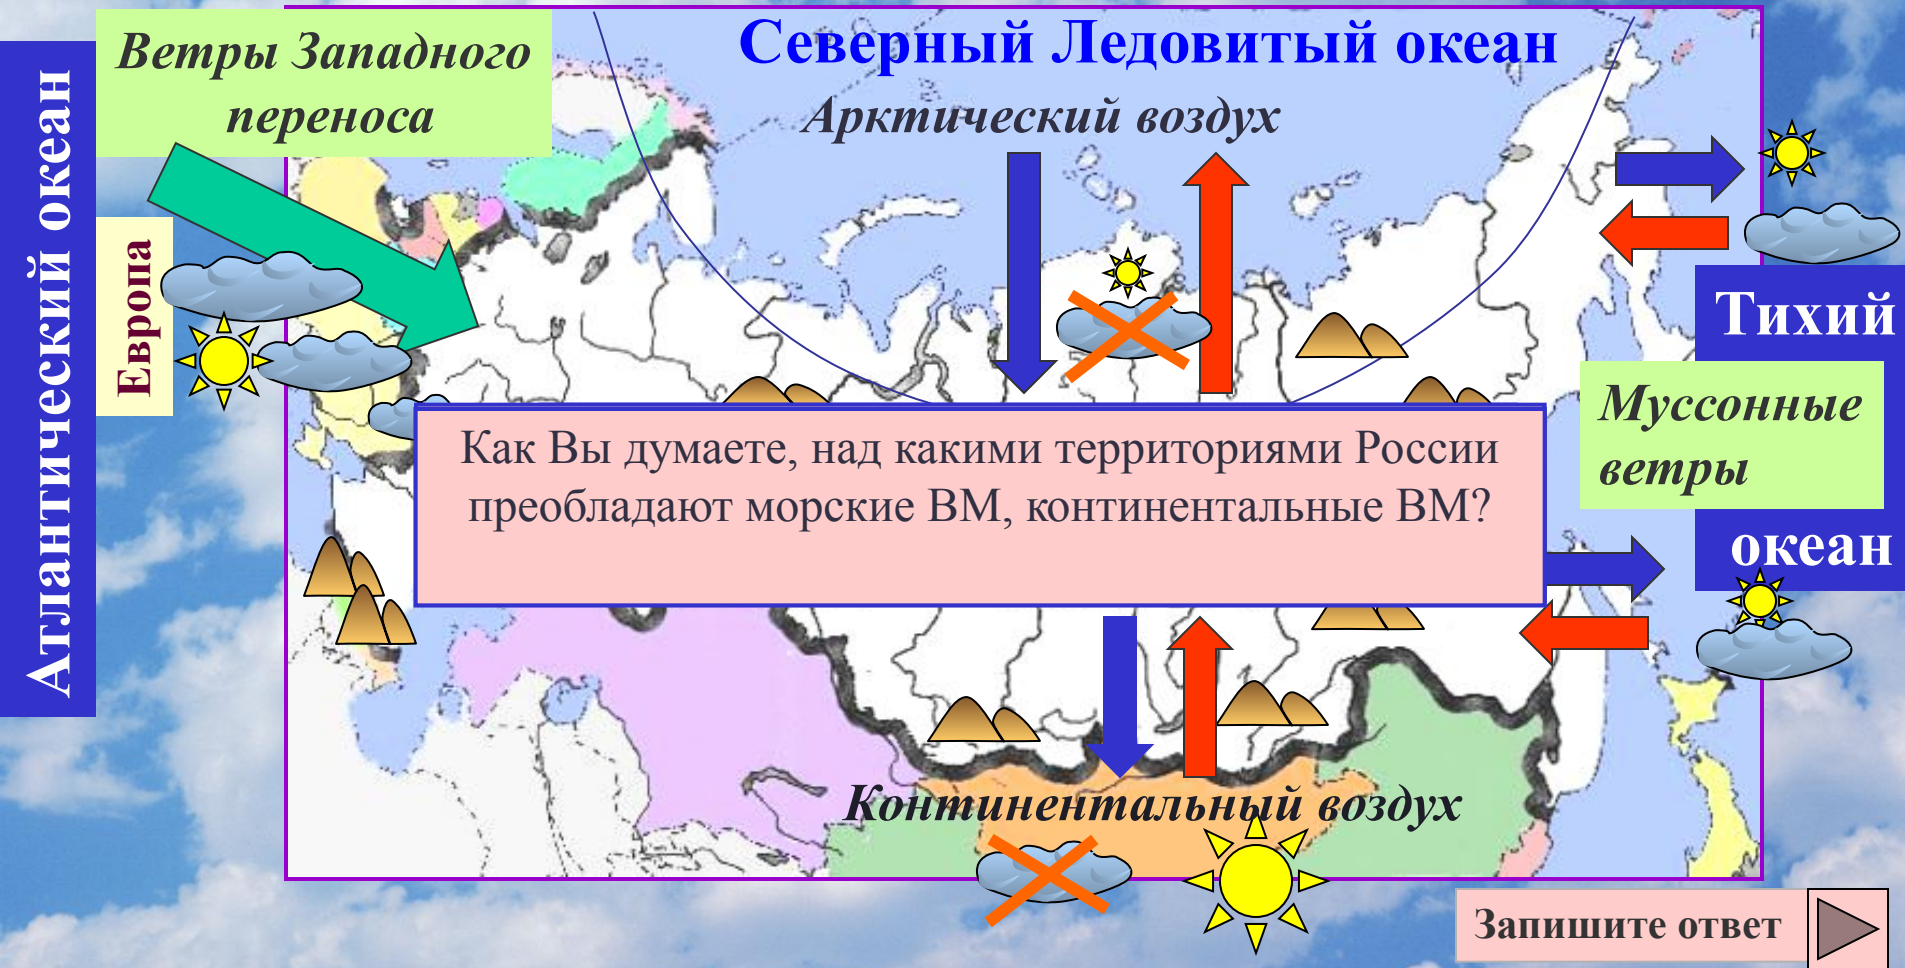 Ветры Западного
переноса
Северный Ледовитый океан
Арктический воздух
Атлантический океан
Европа
Тихий
океан
Муссонные
ветры
Как Вы думаете, над какими территориями России
преобладают морские ВМ, континентальные ВМ?
Континентальный воздух
Запишите ответ